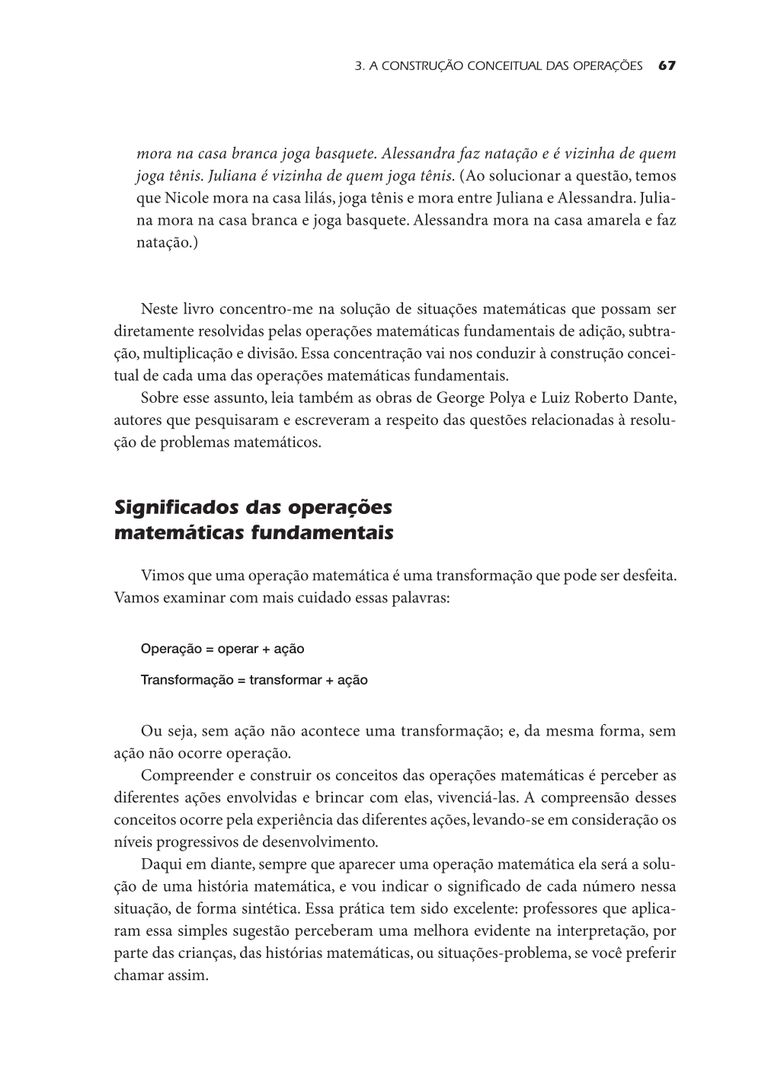 3. A CONSTRUÇÃO CONCEITUAL DAS OPERAÇÕES 67
mora na casa branca joga basquete. Alessandra faz natação e é vizinha de quem
joga tênis. Juliana é vizinha de quem joga tênis. (Ao solucionar a questão, temos
que Nicole mora na casa lilás, joga tênis e mora entre Juliana e Alessandra. Julia-
na mora na casa branca e joga basquete. Alessandra mora na casa amarela e faz
natação.)
Neste livro concentro-me na solução de situações matemáticas que possam ser
diretamente resolvidas pelas operações matemáticas fundamentais de adição, subtra-
ção, multiplicação e divisão. Essa concentração vai nos conduzir à construção concei-
tual de cada uma das operações matemáticas fundamentais.
Sobre esse assunto, leia também as obras de George Polya e Luiz Roberto Dante,
autores que pesquisaram e escreveram a respeito das questões relacionadas à resolu-
ção de problemas matemáticos.
Significados das operações
matemáticas fundamentais
Vimos que uma operação matemática é uma transformação que pode ser desfeita.
Vamos examinar com mais cuidado essas palavras:
Operação = operar + ação
Transformação = transformar + ação
Ou seja, sem ação não acontece uma transformação; e, da mesma forma, sem
ação não ocorre operação.
Compreender e construir os conceitos das operações matemáticas é perceber as
diferentes ações envolvidas e brincar com elas, vivenciá-las. A compreensão desses
conceitos ocorre pela experiência das diferentes ações, levando-se em consideração os
níveis progressivos de desenvolvimento.
Daqui em diante, sempre que aparecer uma operação matemática ela será a solu-
ção de uma história matemática, e vou indicar o significado de cada número nessa
situação, de forma sintética. Essa prática tem sido excelente: professores que aplica-
ram essa simples sugestão perceberam uma melhora evidente na interpretação, por
parte das crianças, das histórias matemáticas, ou situações-problema, se você preferir
chamar assim.